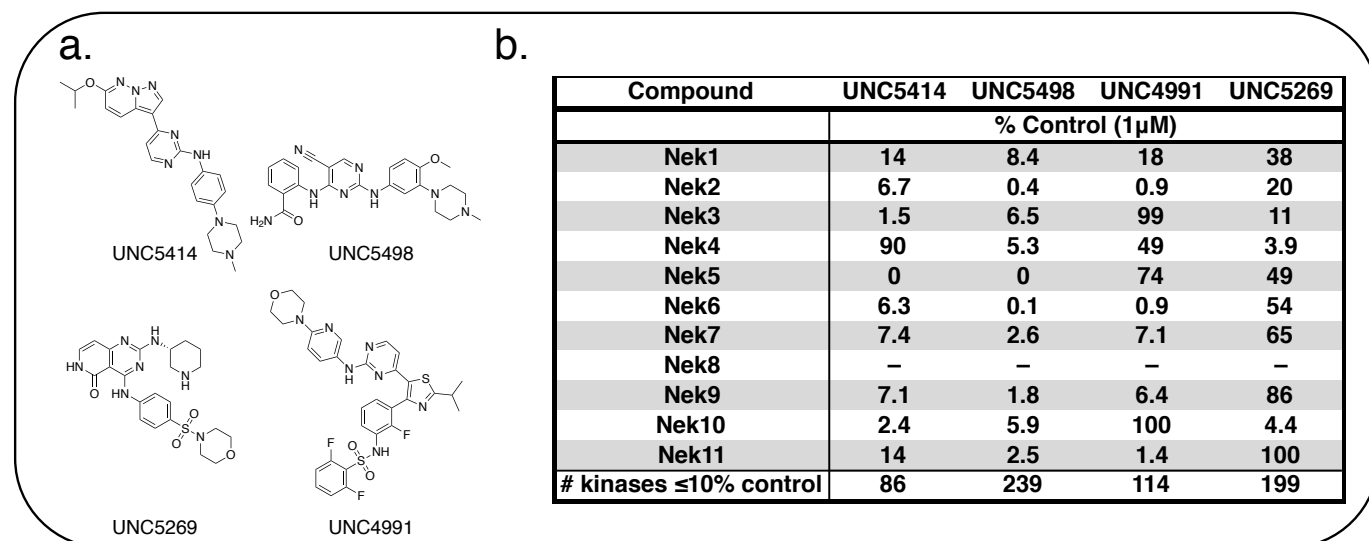 a.
UNC5414
UNC5498
UNC5269
UNC4991
b.
Compound UNC5414 UNC5498 UNC4991 UNC5269
% Control (1µM)
Nek1 14 8.4 18 38
Nek2 6.7 0.4 0.9 20
Nek3 1.5 6.5 99 11
Nek4 90 5.3 49 3.9
Nek5 0 0 74 49
Nek6 6.3 0.1 0.9 54
Nek7 7.4 2.6 7.1 65
Nek8 – – – –
Nek9 7.1 1.8 6.4 86
Nek10 2.4 5.9 100 4.4
Nek11 14 2.5 1.4 100
# kinases ≤10% control 86 239 114 199